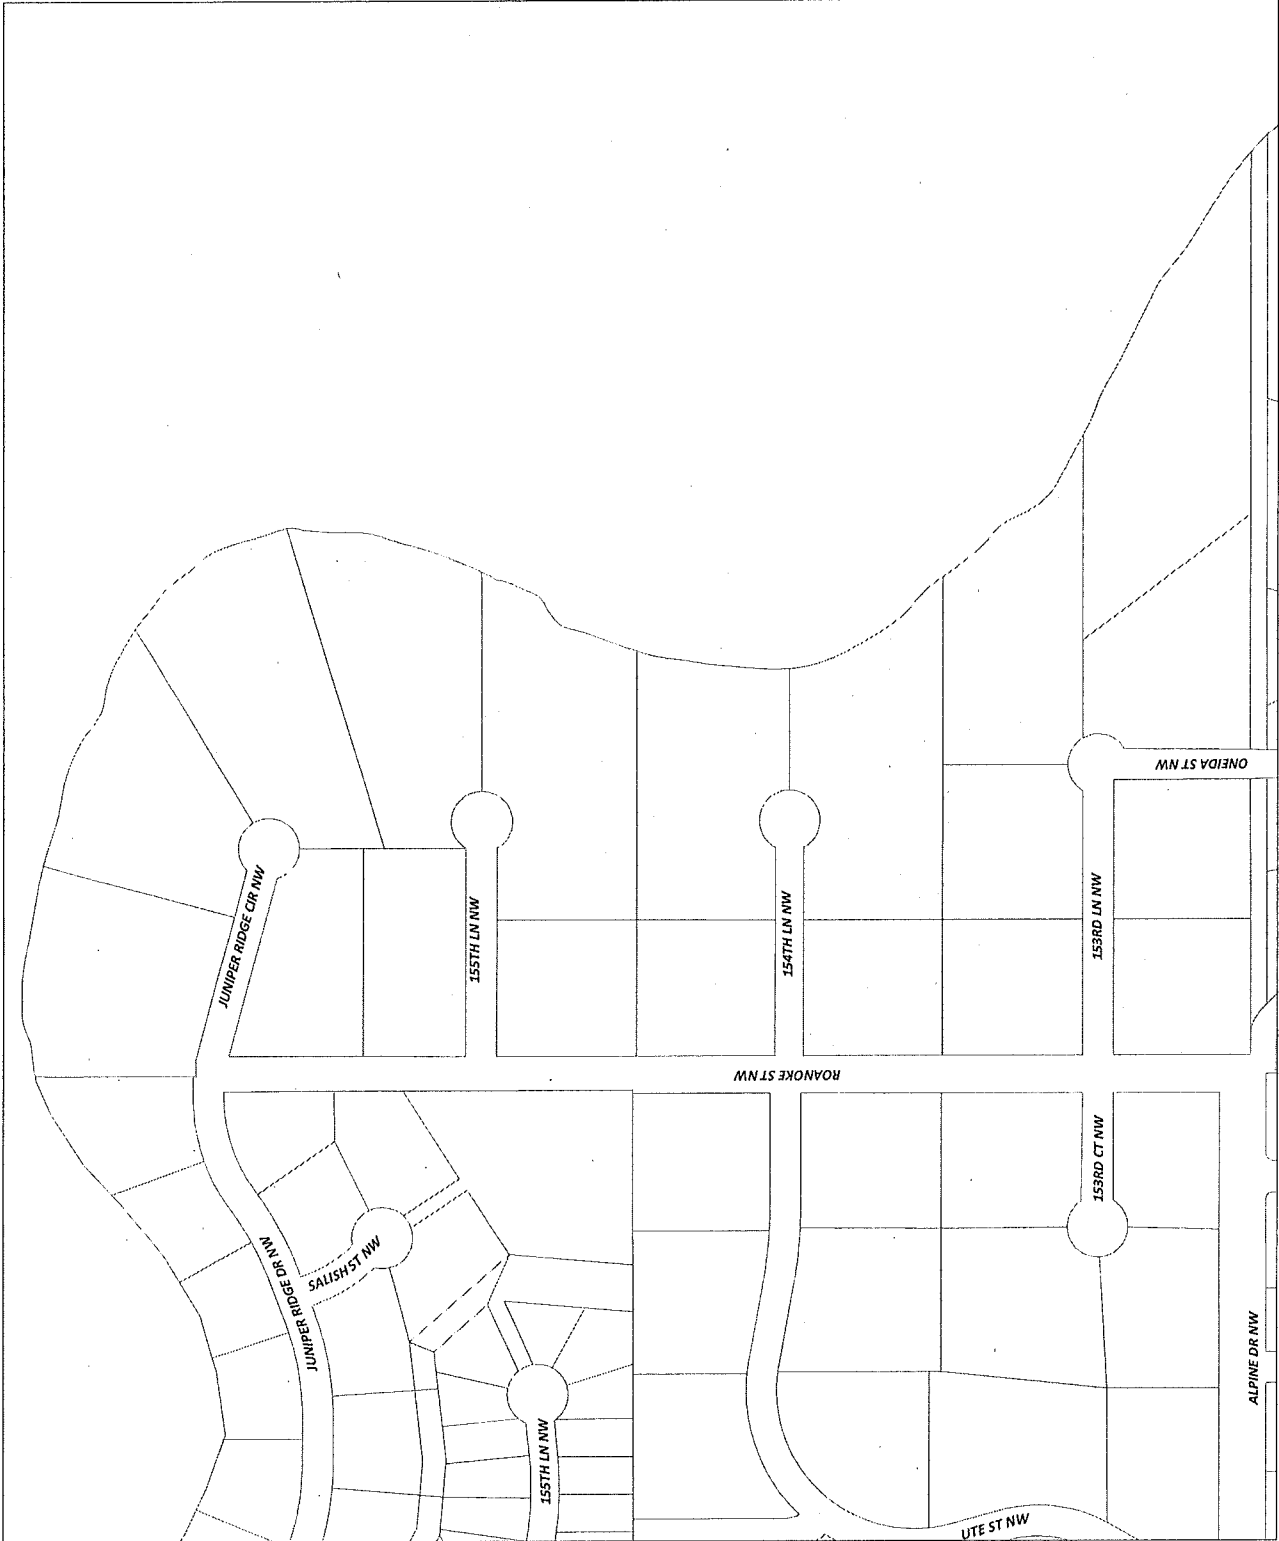 ONEIDA ST NW
JUNIPER RIDGE CIR NW
155TH LN NW
154TH LN NW
153RD LN NW
ROANOKE ST NW
153RD CT NW
JUNIPER RIDGE DR NW
SALISH ST NW
ALPINE DR NW
155TH LN NW
UTE ST NW